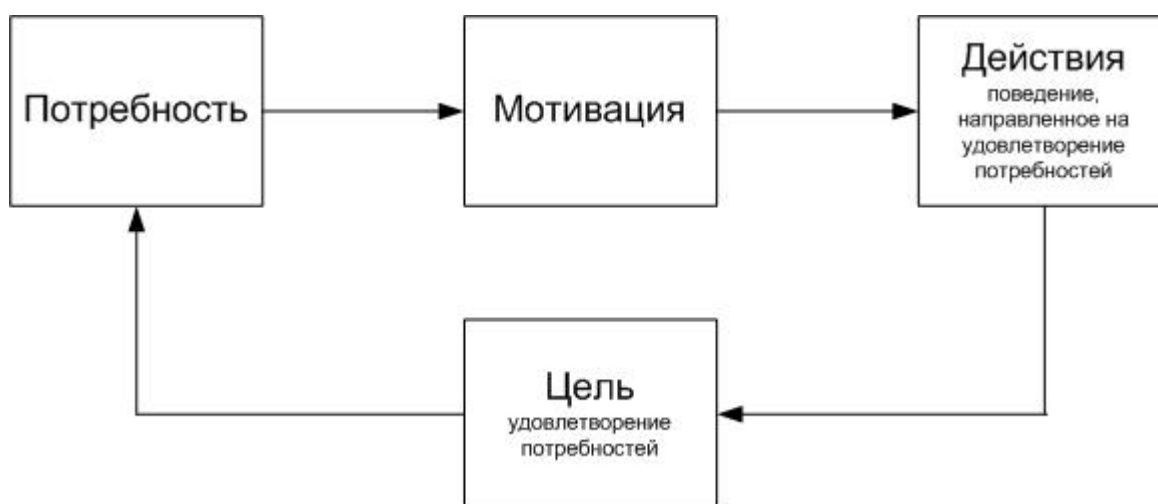 Потребность
Мотивация
Действия
поведение,
направленное на
удовлетворение
потребностей
Цель
удовлетворение
потребностей